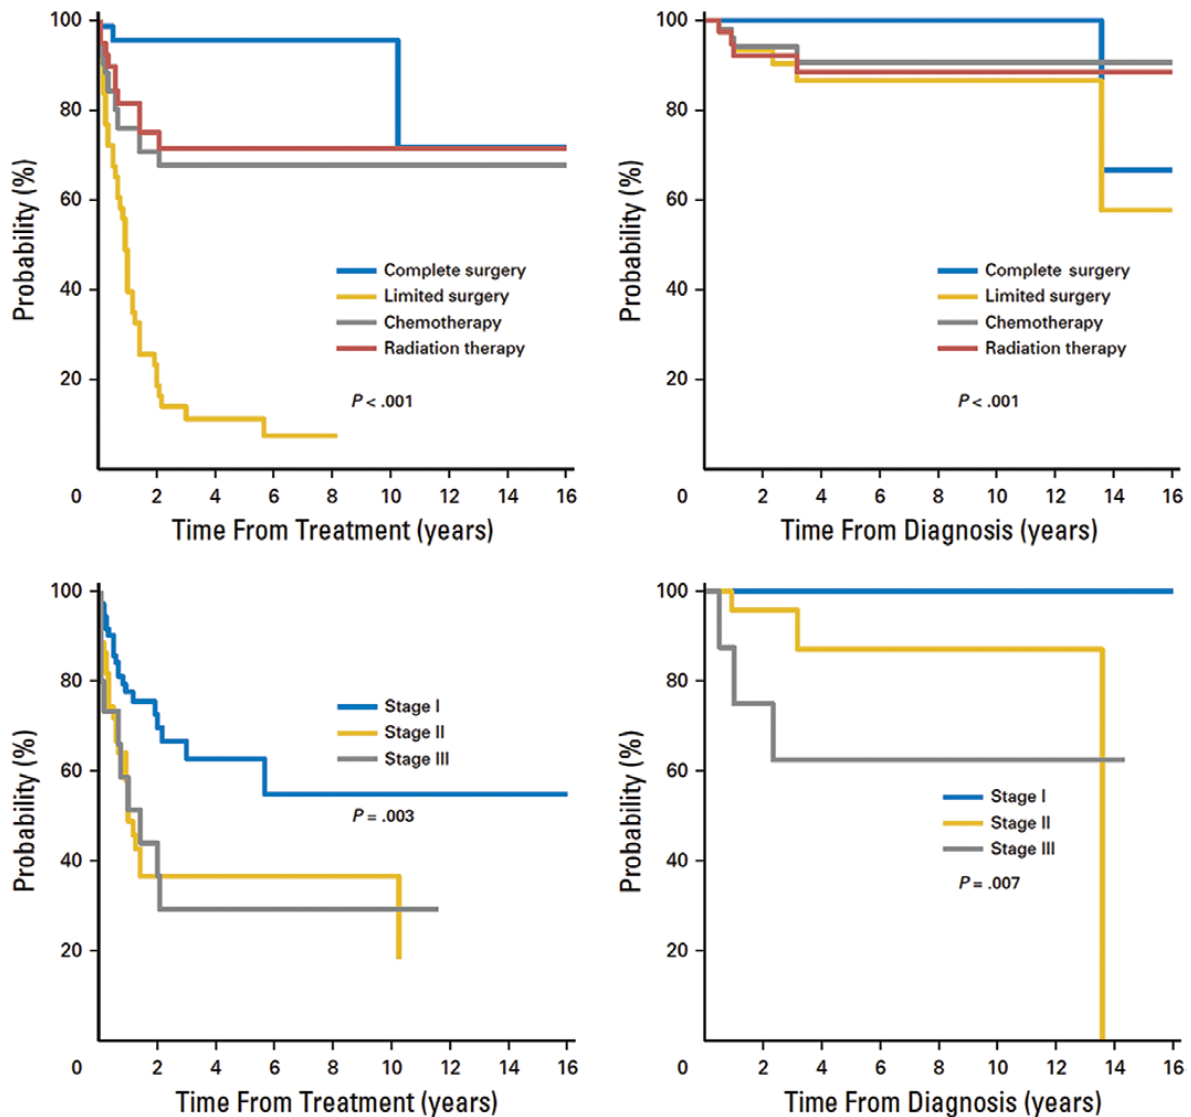 100
80
60
40
20
0
2
4
6
8
10
12
14
16
Probability (%)
Time From Treatment (years)
Complete surgery
Limited surgery
Chemotherapy
Radiation therapy
P < .001
100
80
60
40
20
0
2
4
6
8
10
12
14
16
Probability (%)
Time From Diagnosis (years)
Complete surgery
Limited surgery
Chemotherapy
Radiation therapy
P < .001
100
80
60
40
20
0
2
4
6
8
10
12
14
16
Probability (%)
Time From Treatment (years)
Stage I
Stage II
Stage III
P = .003
100
80
60
40
20
0
2
4
6
8
10
12
14
16
Probability (%)
Time From Diagnosis (years)
Stage I
Stage II
Stage III
P = .007